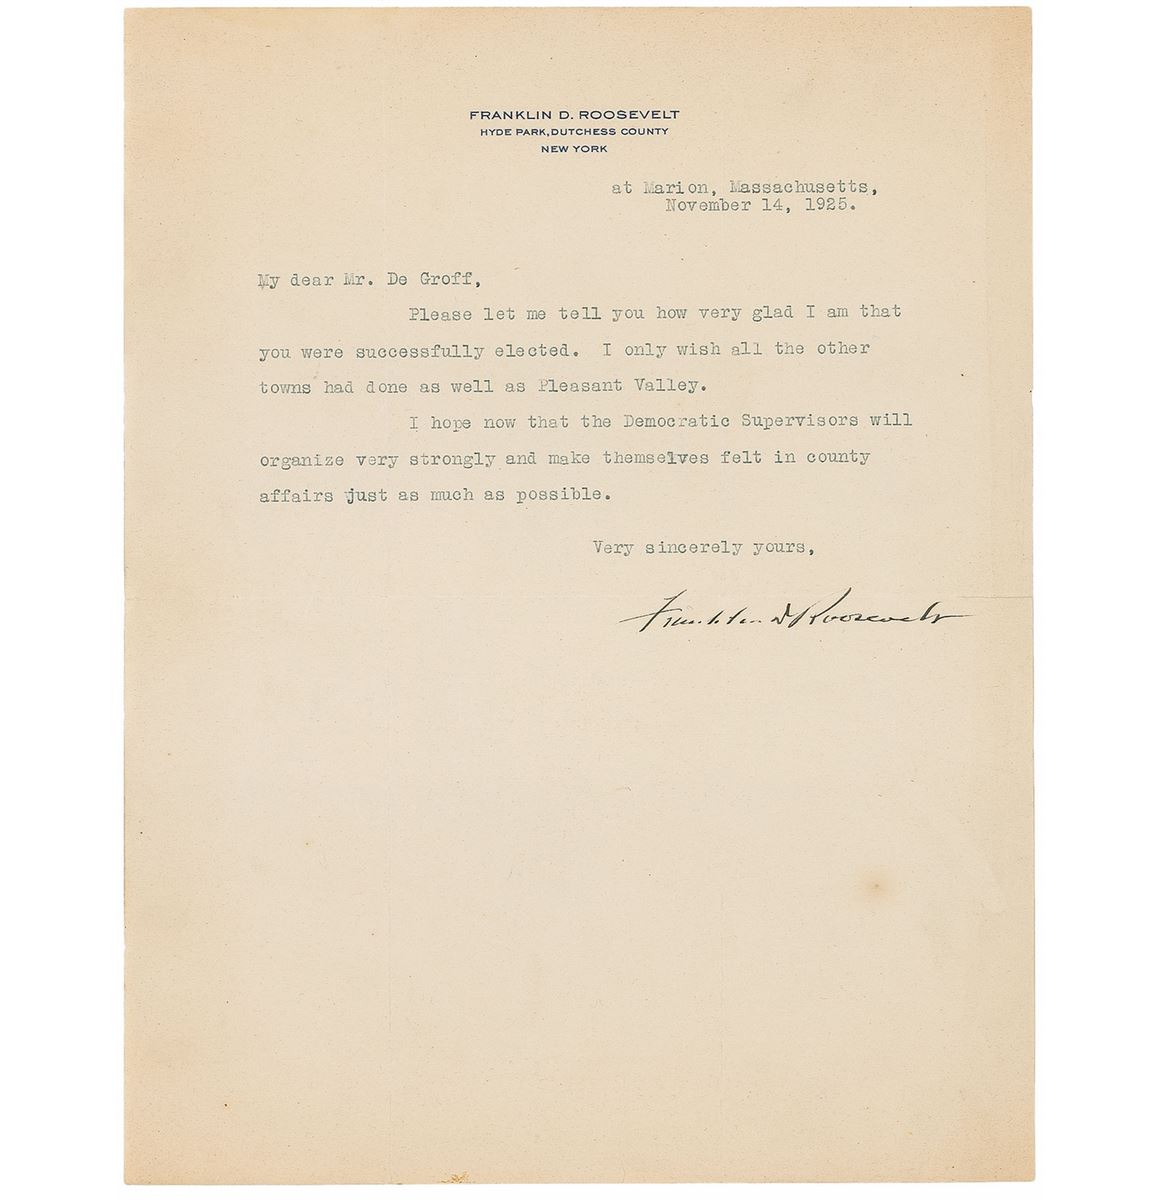 FRANKLIN D. ROOSEVELT
HYDE PARK, DUTCHESS COUNTY
NEW YORK
at Marion, Massachusetts,
November 14, 1925.
My dear Mr. De Groff,
Please let me tell you how very glad I am that
you were successfully elected. I only wish all the other
towns had done as well as Pleasant Valley.
I hope now that the Democratic Supervisors will
organize very strongly and make themselves felt in county
affairs just as much as possible.
Very sincerely yours,
Franklin D Roosevelt